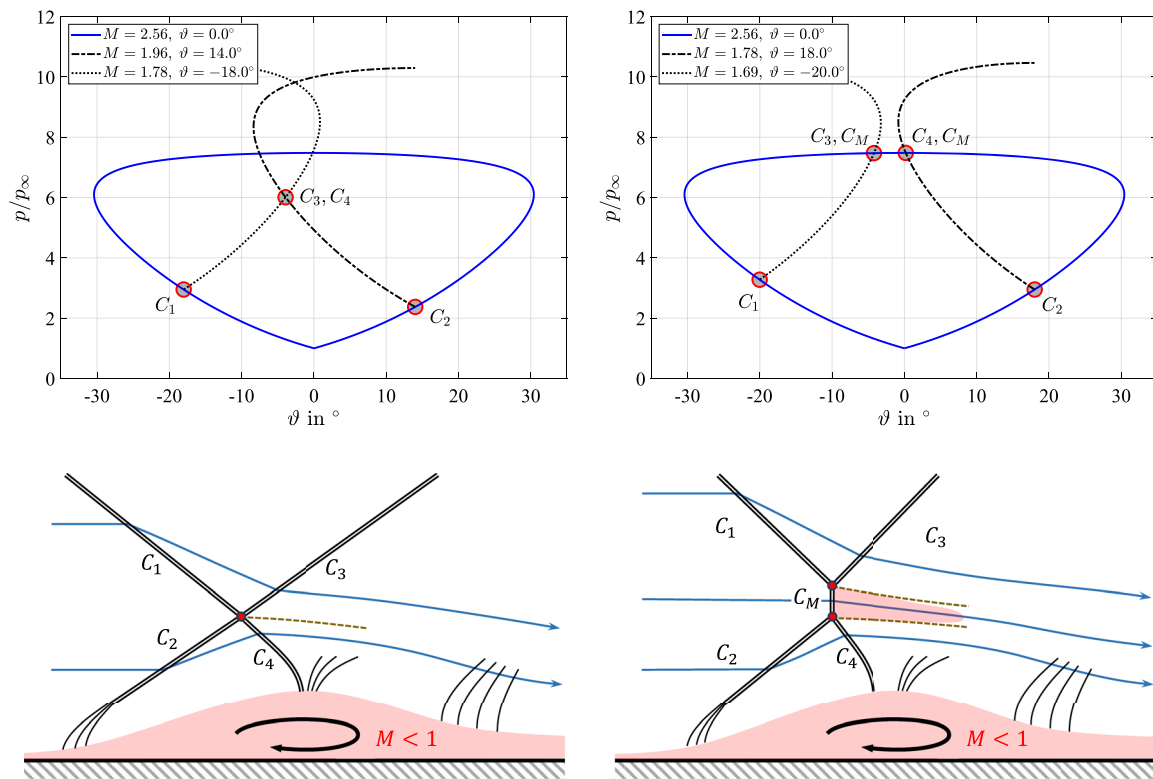 12
10
8
6
4
2
0
p/p∞
M = 2.56, ϑ = 0.0°
M = 1.96, ϑ = 14.0°
M = 1.78, ϑ = −18.0°
C₃, C₄
C₁
C₂
-30 -20 -10 0 10 20 30
ϑ in °
12
10
8
6
4
2
0
p/p∞
M = 2.56, ϑ = 0.0°
M = 1.78, ϑ = 18.0°
M = 1.69, ϑ = −20.0°
C₃, C_M
C₄, C_M
C₁
C₂
-30 -20 -10 0 10 20 30
ϑ in °
C₁
C₃
C₂
C₄
M < 1
C₁
C₃
C_M
C₂
C₄
M < 1